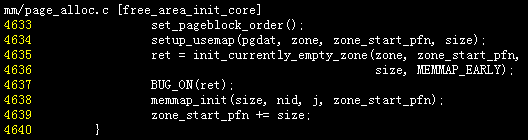 mm/page_alloc.c [free_area_init_core]
4633 set_pageblock_order();
4634 setup_usemap(pgdat, zone, zone_start_pfn, size);
4635 ret = init_currently_empty_zone(zone, zone_start_pfn,
4636 size, MEMMAP_EARLY);
4637 BUG_ON(ret);
4638 memmap_init(size, nid, j, zone_start_pfn);
4639 zone_start_pfn += size;
4640 }